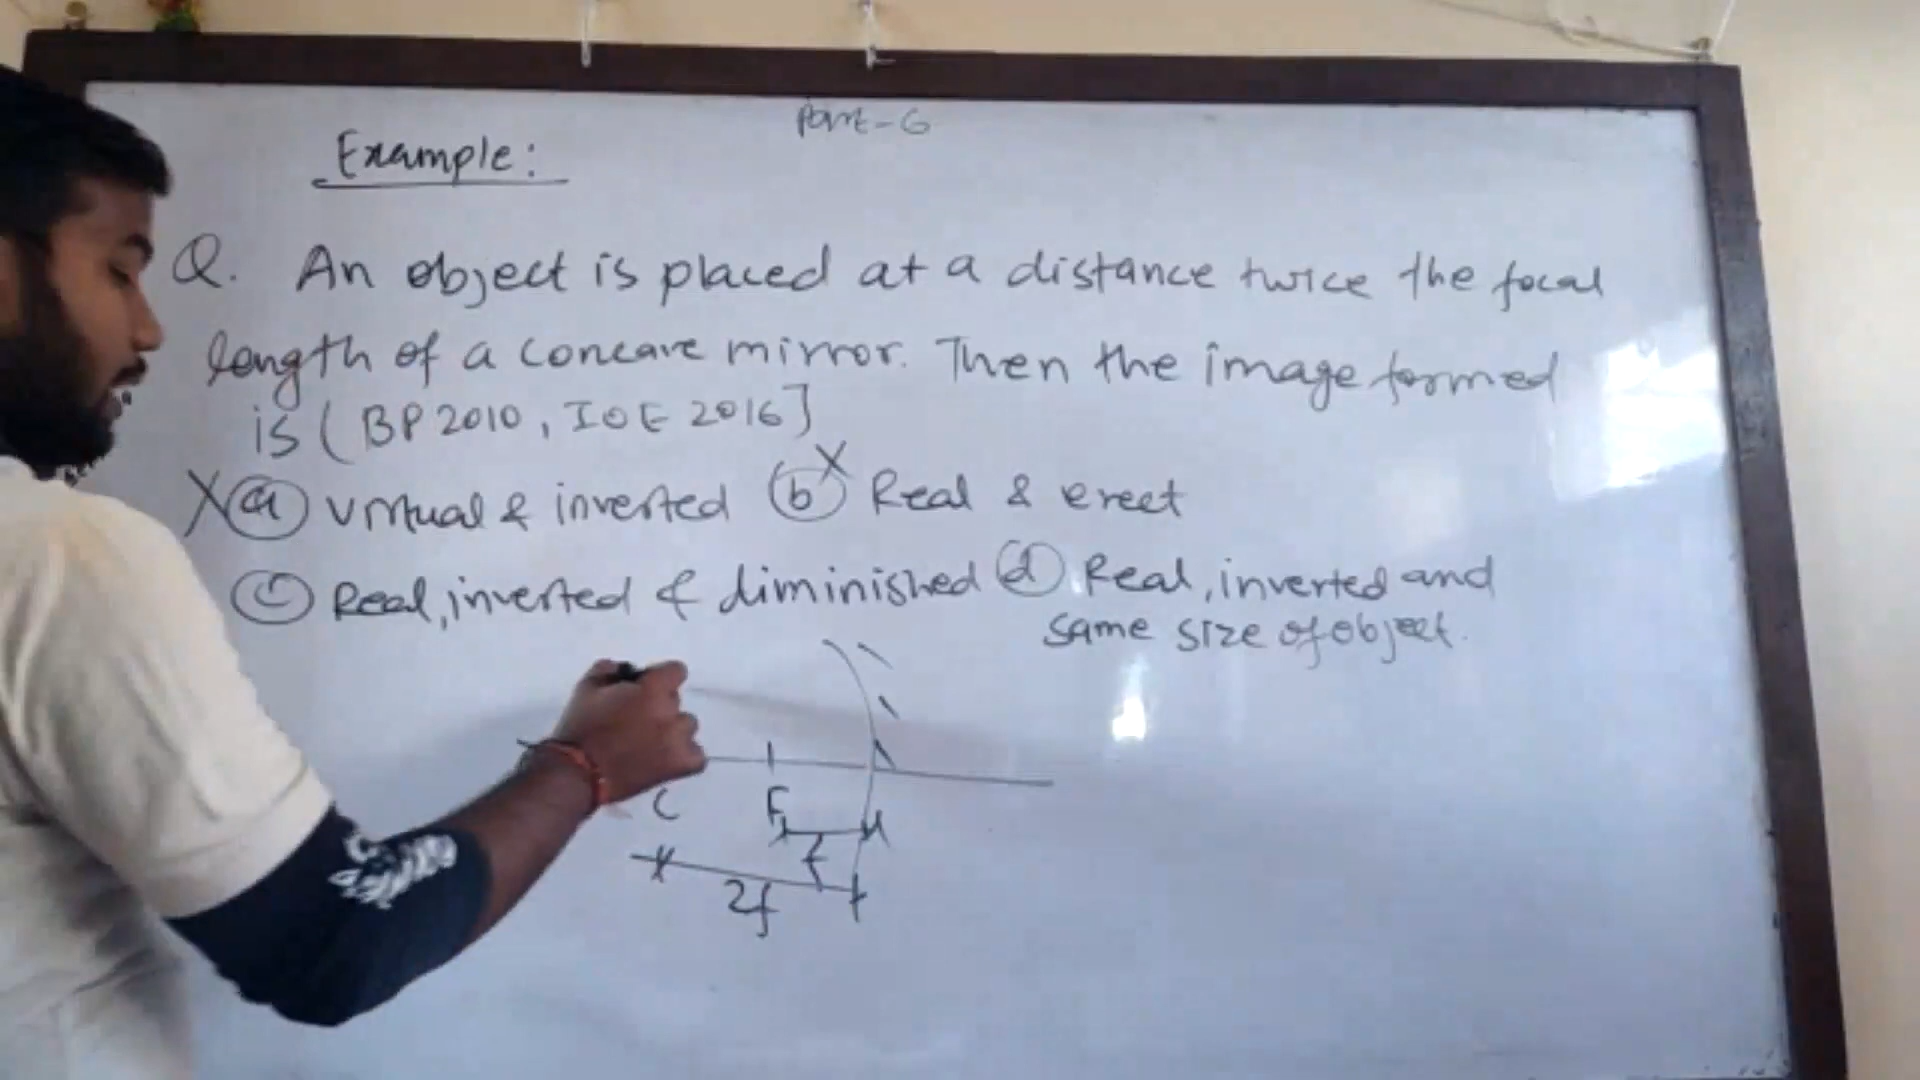 Part-6
Example:
Q. An object is placed at a distance twice the focal
length of a concave mirror. Then the image formed
is (BP 2010, IOE 2016]
X (a) Virtual & inverted (b) X Real & erect
(c) Real, inverted & diminished (d) Real, inverted and
same size of object.
C F
f
2f